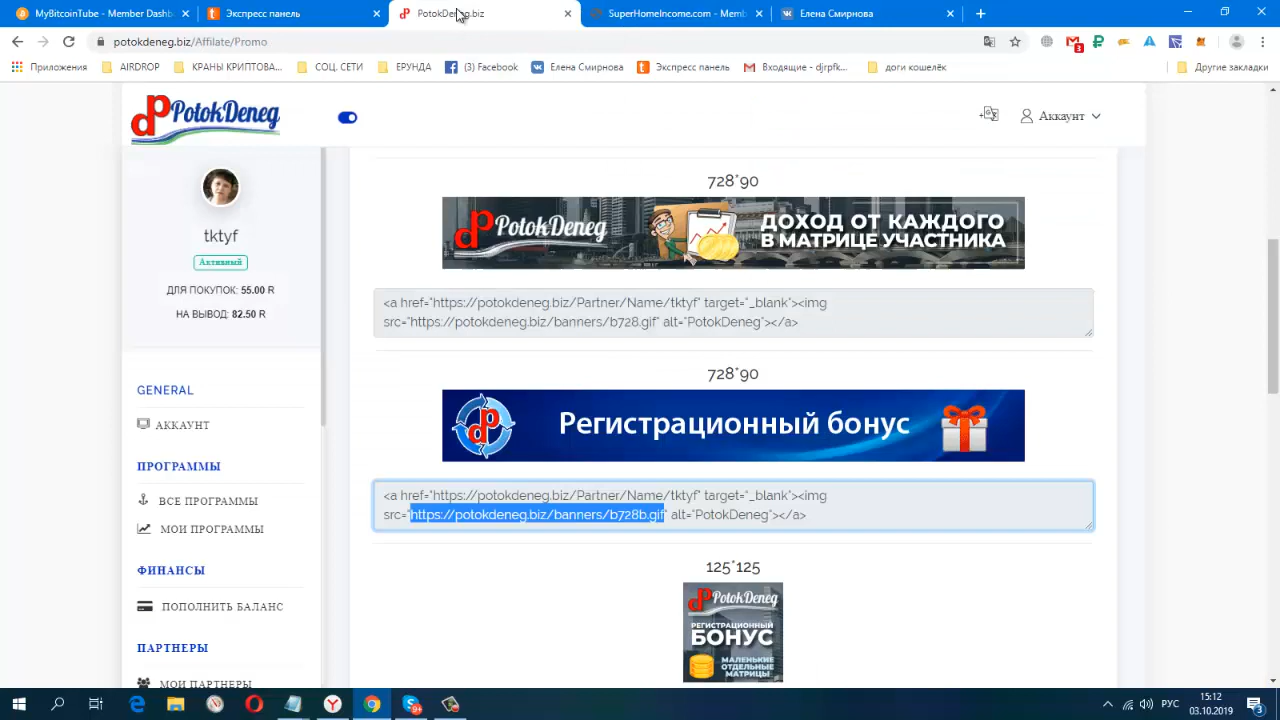 MyBitcoinTube - Member Dashb
Экспресс панель
PotokDeneg.biz
SuperHomeIncome.com - Memb
Елена Смирнова
potokdeneg.biz/Affiliate/Promo
3
Приложения
AIRDROP
КРАНЫ КРИПТОВА...
СОЦ. СЕТИ
ЕРУНДА
(3) Facebook
Елена Смирнова
Экспресс панель
Входящие - djrpfk...
доги кошелёк
Другие закладки
PotokDeneg
Аккаунт
tktyf
Активный
ДЛЯ ПОКУПОК: 55.00 R
НА ВЫВОД: 82.50 R
GENERAL
АККАУНТ
ПРОГРАММЫ
ВСЕ ПРОГРАММЫ
МОИ ПРОГРАММЫ
ФИНАНСЫ
ПОПОЛНИТЬ БАЛАНС
ПАРТНЕРЫ
МОИ ПАРТНЕРЫ
728*90
PotokDeneg
ДОХОД ОТ КАЖДОГО
В МАТРИЦЕ УЧАСТНИКА
<a href="https://potokdeneg.biz/Partner/Name/tktyf" target="_blank"><img
src="https://potokdeneg.biz/banners/b728.gif" alt="PotokDeneg"></a>
728*90
Регистрационный бонус
<a href="https://potokdeneg.biz/Partner/Name/tktyf" target="_blank"><img
src="https://potokdeneg.biz/banners/b728b.gif" alt="PotokDeneg"></a>
125*125
PotokDeneg
РЕГИСТРАЦИОННЫЙ
БОНУС
МАЛЕНЬКИЕ
ОТДЕЛЬНЫЕ
МАТРИЦЫ
9+
РУС
15:12
03.10.2019
3